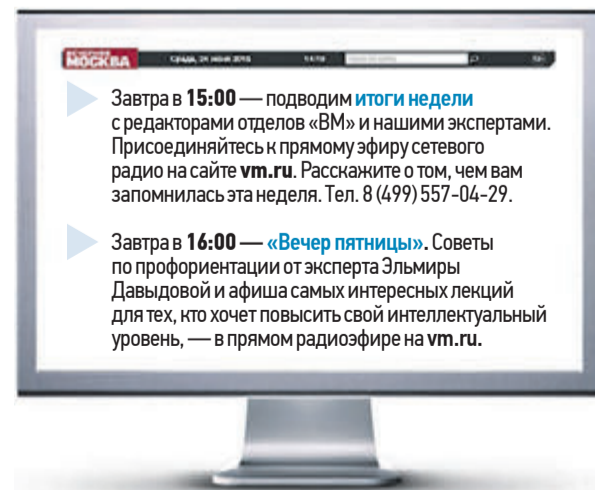 ВЕЧЕРНЯЯ
МОСКВА
Завтра в 15:00 — подводим итоги недели
с редакторами отделов «ВМ» и нашими экспертами.
Присоединяйтесь к прямому эфиру сетевого
радио на сайте vm.ru. Расскажите о том, чем вам
запомнилась эта неделя. Тел. 8 (499) 557-04-29.
Завтра в 16:00 — «Вечер пятницы». Советы
по профориентации от эксперта Эльмиры
Давыдовой и афиша самых интересных лекций
для тех, кто хочет повысить свой интеллектуальный
уровень, — в прямом радиоэфире на vm.ru.